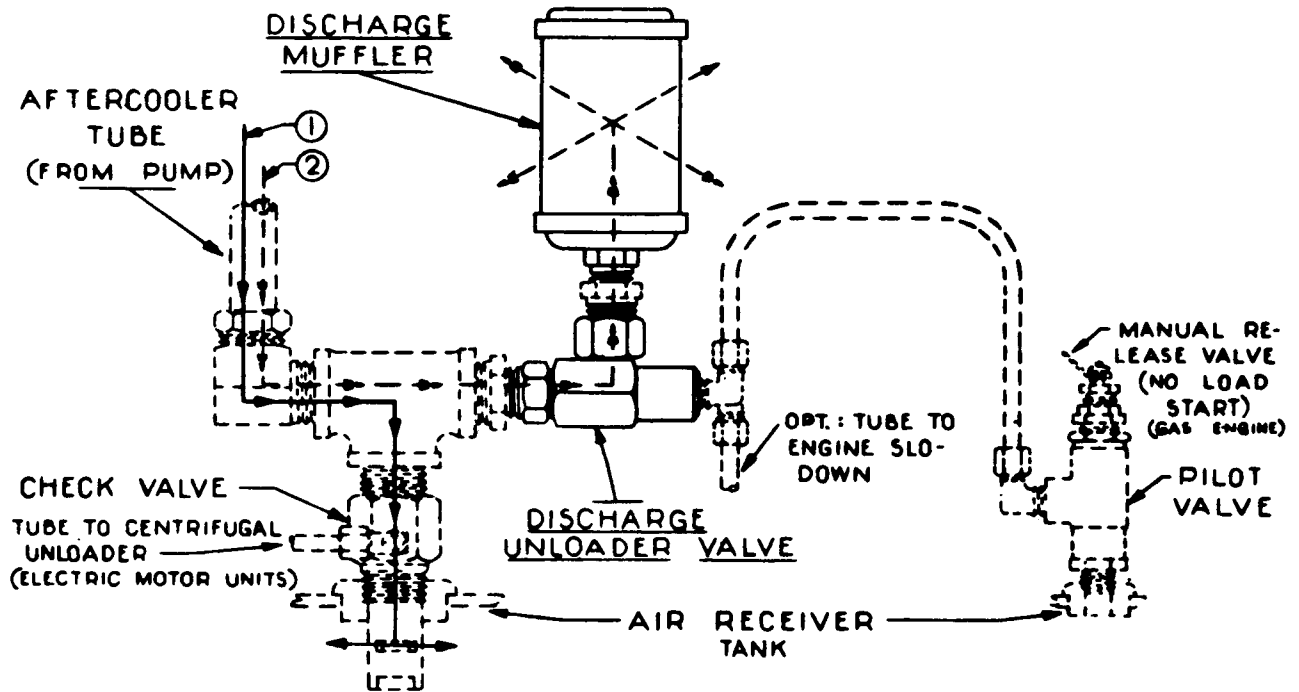 DISCHARGE
MUFFLER
AFTERCOOLER
TUBE
(FROM PUMP)
①
②
MANUAL RE-
LEASE VALVE
(NO LOAD
START)
(GAS ENGINE)
OPT.: TUBE TO
ENGINE SLO-
DOWN
PILOT
VALVE
CHECK VALVE
TUBE TO CENTRIFUGAL
UNLOADER
(ELECTRIC MOTOR UNITS)
DISCHARGE
UNLOADER VALVE
AIR RECEIVER
TANK